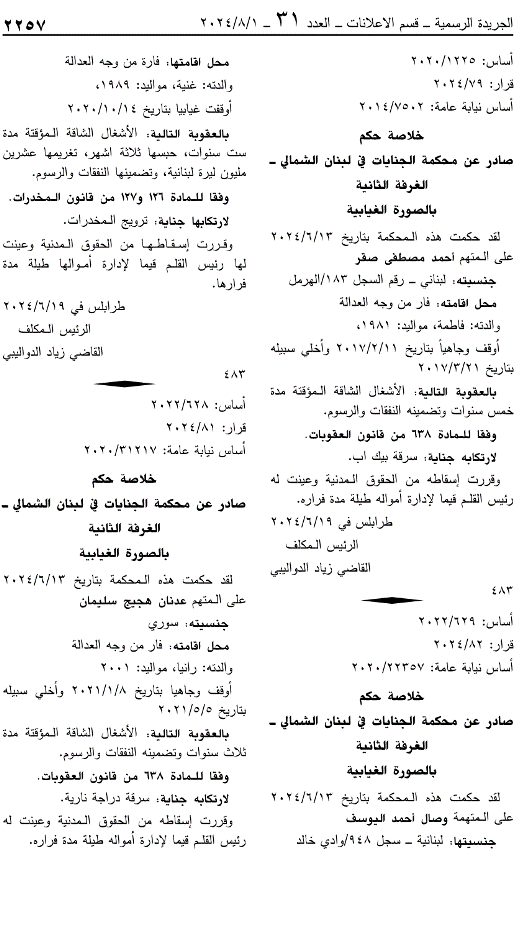 الجريدة الرسمية – قسم الاعلانات – العدد ٣١ – ٢٠٢٤/٨/١
٢٢٥٧
أساس: ٢٠٢٠/١٢٢٥
قرار: ٢٠٢٤/٧٩
أساس نيابة عامة: ٢٠١٤/٧٥٠٢
خلاصة حكم
صادر عن محكمة الجنايات في لبنان الشمالي –
الغرفة الثانية
بالصورة الغيابية
لقد حكمت هذه المحكمة بتاريخ ٢٠٢٤/٦/١٣
على المتهم أحمد مصطفى صقر
جنسيته: لبناني – رقم السجل ١٨٣/الهرمل
محل اقامته: فار من وجه العدالة
والدته: فاطمة، مواليد: ١٩٨١،
أوقف وجاهياً بتاريخ ٢٠١٧/٢/١١ وأخلي سبيله
بتاريخ ٢٠١٧/٣/٢١
بالعقوبة التالية: الأشغال الشاقة المؤقتة مدة
خمس سنوات وتضمينه النفقات والرسوم.
وفقا للمادة ٦٣٨ من قانون العقوبات.
لارتكابه جناية: سرقة بيك اب.
وقررت إسقاطه من الحقوق المدنية وعينت له
رئيس القلم قيما لإدارة أمواله طيلة مدة فراره.
طرابلس في ٢٠٢٤/٦/١٩
الرئيس المكلف
القاضي زياد الدواليبي
٤٨٣
أساس: ٢٠٢٢/٦٢٩
قرار: ٢٠٢٤/٨٢
أساس نيابة عامة: ٢٠٢٠/٢٢٣٥٧
خلاصة حكم
صادر عن محكمة الجنايات في لبنان الشمالي –
الغرفة الثانية
بالصورة الغيابية
لقد حكمت هذه المحكمة بتاريخ ٢٠٢٤/٦/١٣
على المتهمة وصال أحمد اليوسف
جنسيتها: لبنانية – سجل ٩٤٨/وادي خالد
محل اقامتها: فارة من وجه العدالة
والدته: غنية، مواليد: ١٩٨٩،
أوقفت غيابيا بتاريخ ٢٠٢٠/١٠/١٤
بالعقوبة التالية: الأشغال الشاقة المؤقتة مدة
ست سنوات، حبسها ثلاثة اشهر، تغريمها عشرين
مليون ليرة لبنانية، وتضمينها النفقات والرسوم.
وفقا للمادة ١٢٦ و١٢٧ من قانون المخدرات.
لارتكابها جناية: ترويج المخدرات.
وقررت إسقاطها من الحقوق المدنية وعينت
لها رئيس القلم قيما لإدارة أموالها طيلة مدة
فرارها.
طرابلس في ٢٠٢٤/٦/١٩
الرئيس المكلف
القاضي زياد الدواليبي
٤٨٣
أساس: ٢٠٢٢/٦٢٨
قرار: ٢٠٢٤/٨١
أساس نيابة عامة: ٢٠٢٠/٣١٢١٧
خلاصة حكم
صادر عن محكمة الجنايات في لبنان الشمالي –
الغرفة الثانية
بالصورة الغيابية
لقد حكمت هذه المحكمة بتاريخ ٢٠٢٤/٦/١٣
على المتهم عدنان هجيج سليمان
جنسيته: سوري
محل اقامته: فار من وجه العدالة
والدته: رانيا، مواليد: ٢٠٠١
أوقف وجاهيا بتاريخ ٢٠٢١/١/٨ وأخلي سبيله
بتاريخ ٢٠٢١/٥/٥
بالعقوبة التالية: الأشغال الشاقة المؤقتة مدة
ثلاث سنوات وتضمينه النفقات والرسوم.
وفقا للمادة ٦٣٨ من قانون العقوبات.
لارتكابه جناية: سرقة دراجة نارية.
وقررت إسقاطه من الحقوق المدنية وعينت له
رئيس القلم قيما لإدارة أمواله طيلة مدة فراره.